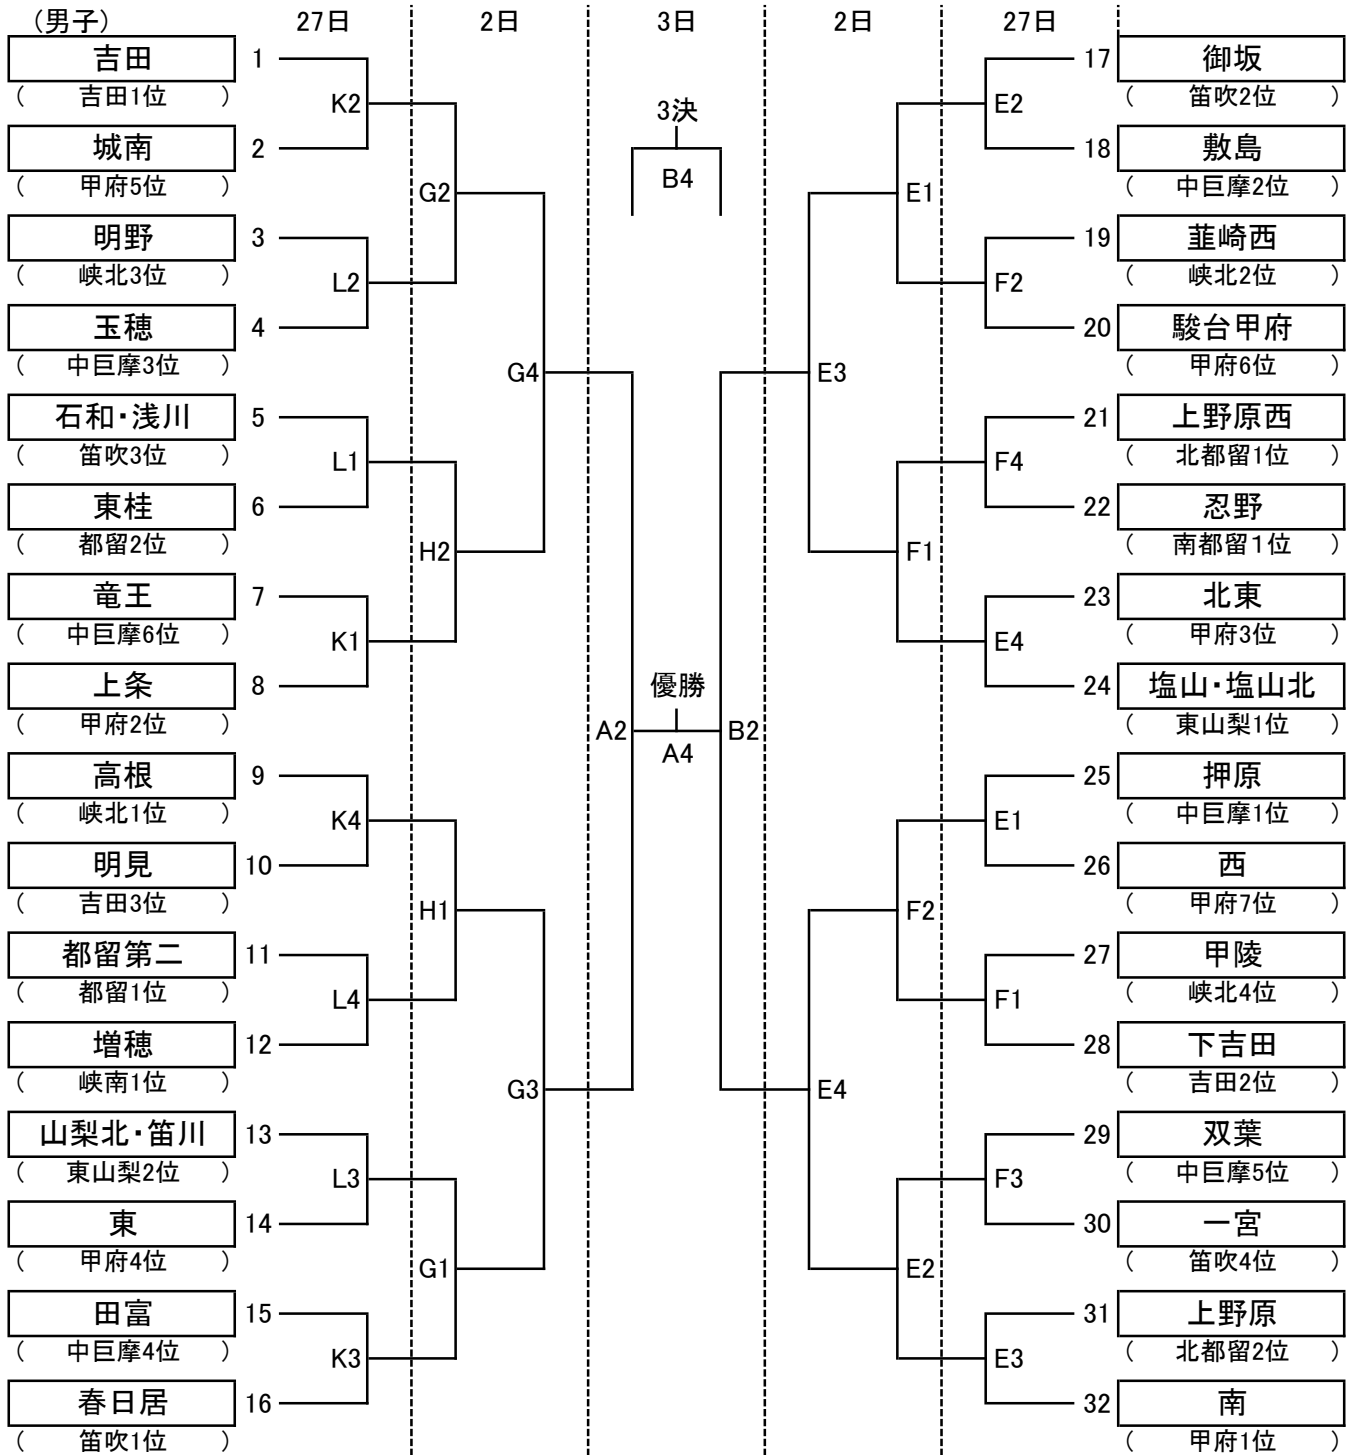 (男子) 27日 2日 3日 2日 27日
吉田 1
( 吉田1位 )
K2
城南 2
( 甲府5位 )
G2
明野 3
( 峡北3位 )
L2
玉穂 4
( 中巨摩3位 )
G4
石和・浅川 5
( 笛吹3位 )
L1
東桂 6
( 都留2位 )
H2
竜王 7
( 中巨摩6位 )
K1
上条 8
( 甲府2位 )
A2
高根 9
( 峡北1位 )
K4
明見 10
( 吉田3位 )
H1
都留第二 11
( 都留1位 )
L4
増穂 12
( 峡南1位 )
G3
山梨北・笛川 13
( 東山梨2位 )
L3
東 14
( 甲府4位 )
G1
田富 15
( 中巨摩4位 )
K3
春日居 16
( 笛吹1位 )
3決
B4
優勝
A4
17 御坂
( 笛吹2位 )
E2
18 敷島
( 中巨摩2位 )
E1
19 韮崎西
( 峡北2位 )
F2
20 駿台甲府
( 甲府6位 )
E3
21 上野原西
( 北都留1位 )
F4
22 忍野
( 南都留1位 )
F1
23 北東
( 甲府3位 )
E4
24 塩山・塩山北
( 東山梨1位 )
B2
25 押原
( 中巨摩1位 )
E1
26 西
( 甲府7位 )
F2
27 甲陵
( 峡北4位 )
F1
28 下吉田
( 吉田2位 )
E4
29 双葉
( 中巨摩5位 )
F3
30 一宮
( 笛吹4位 )
E2
31 上野原
( 北都留2位 )
E3
32 南
( 甲府1位 )